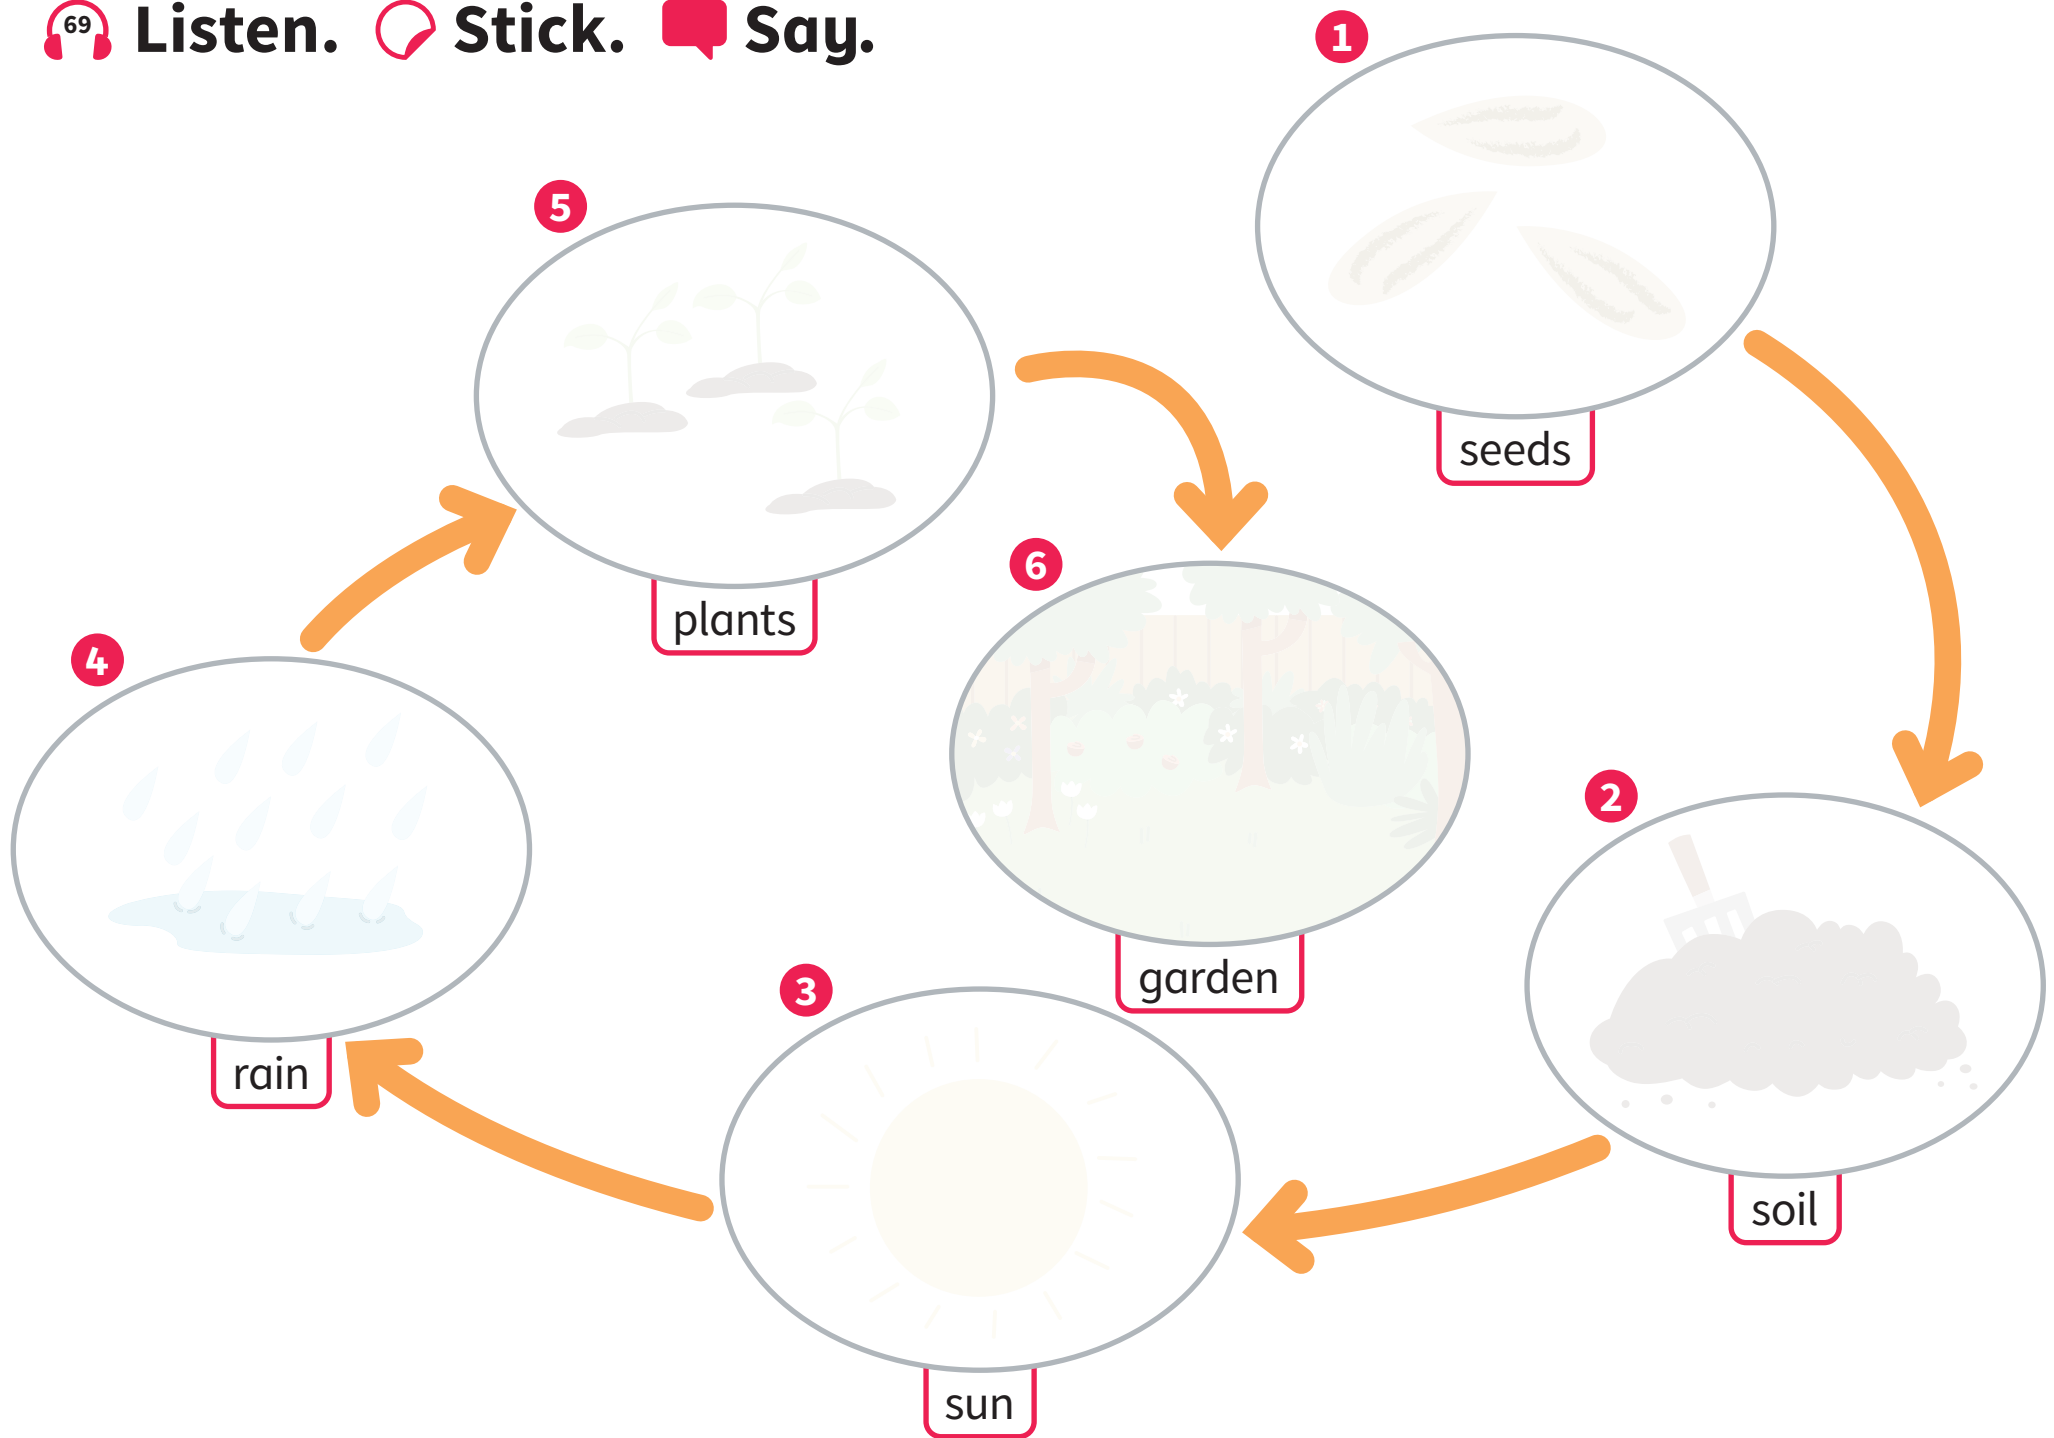 69 Listen. Stick. Say.
1
seeds
2
soil
3
sun
4
rain
5
plants
6
garden